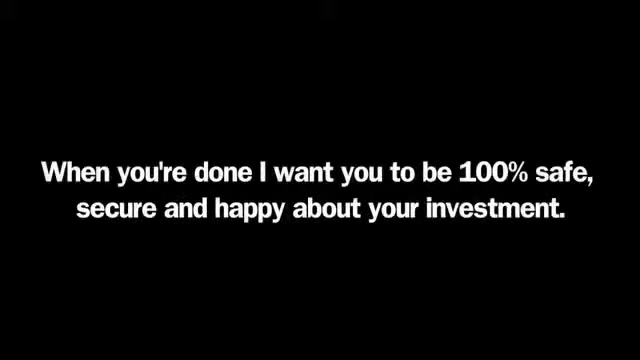 When you're done I want you to be 100% safe,
secure and happy about your investment.